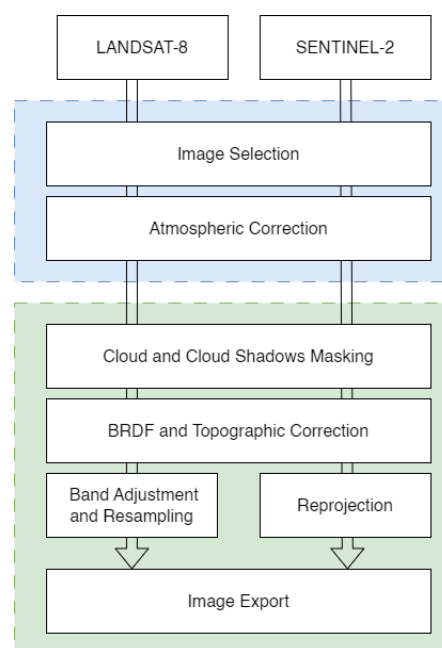 LANDSAT-8
SENTINEL-2
Image Selection
Atmospheric Correction
Cloud and Cloud Shadows Masking
BRDF and Topographic Correction
Band Adjustment
and Resampling
Reprojection
Image Export